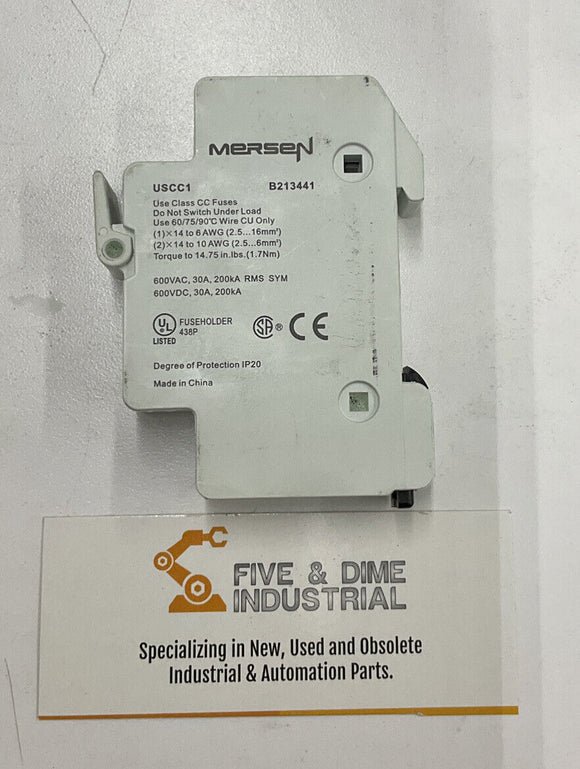 MERSEN
USCC1 B213441
Use Class CC Fuses
Do Not Switch Under Load
Use 60/75/90℃ Wire CU Only
(1)×14 to 6 AWG (2.5...16mm²)
(2)×14 to 10 AWG (2.5...6mm²)
Torque to 14.75 in.lbs.(1.7Nm)
600VAC, 30A, 200kA RMS SYM
600VDC, 30A, 200kA
UL FUSEHOLDER
438P
LISTED
SA ® CE
Degree of Protection IP20
Made in China
FIVE & DIME
INDUSTRIAL
Specializing in New, Used and Obsolete
Industrial & Automation Parts.